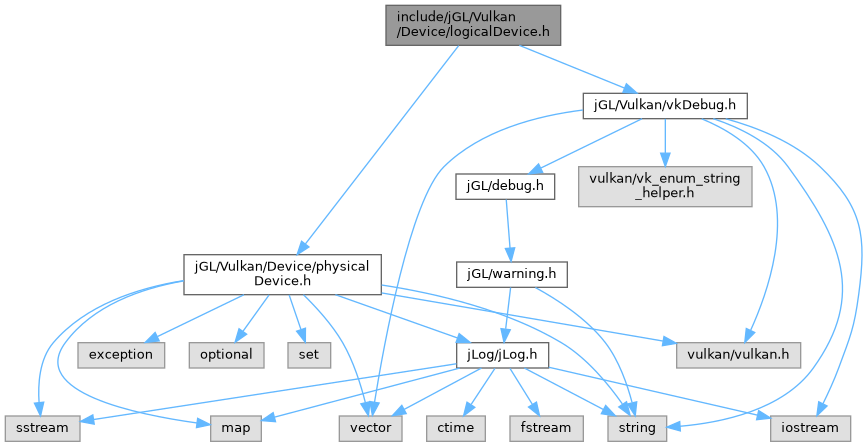 include/jGL/Vulkan
/Device/logicalDevice.h
jGL/Vulkan/vkDebug.h
jGL/debug.h
vulkan/vk_enum_string
_helper.h
jGL/Vulkan/Device/physical
Device.h
jGL/warning.h
exception
optional
set
jLog/jLog.h
vulkan/vulkan.h
sstream
map
vector
ctime
fstream
string
iostream